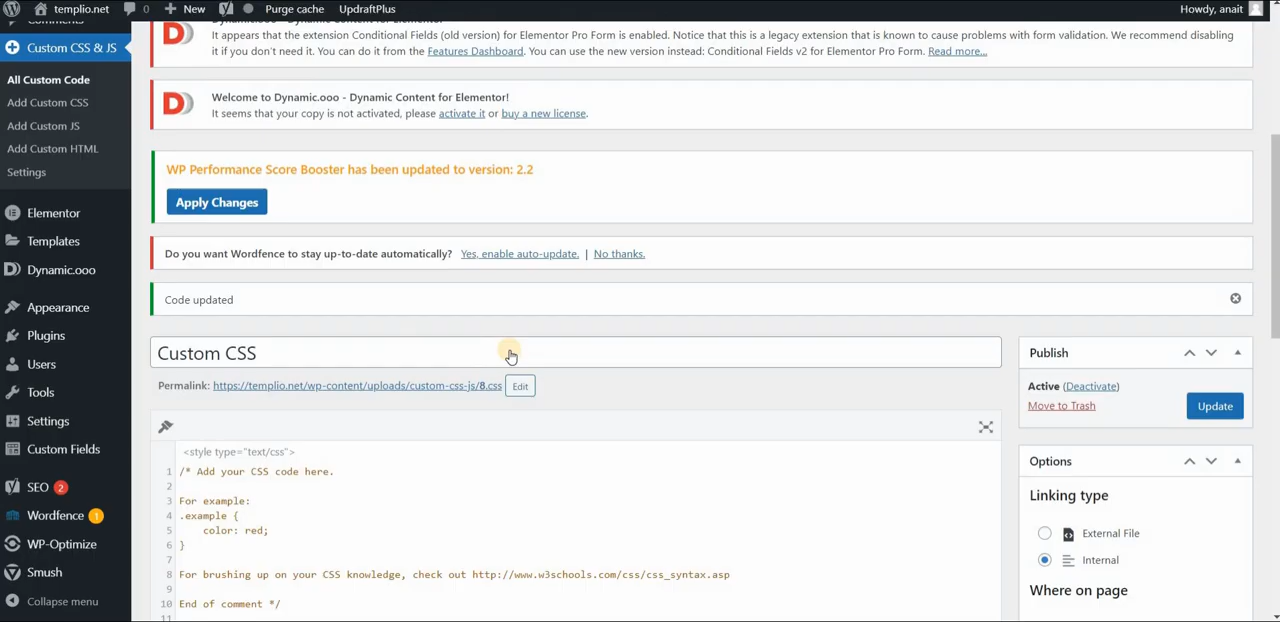 templio.net
0
New
Purge cache
UpdraftPlus
Howdy, anait
Comments
Custom CSS & JS
All Custom Code
Add Custom CSS
Add Custom JS
Add Custom HTML
Settings
Elementor
Templates
Dynamic.ooo
Appearance
Plugins
Users
Tools
Settings
Custom Fields
SEO 2
Wordfence 1
WP-Optimize
Smush
Collapse menu
It appears that the extension Conditional Fields (old version) for Elementor Pro Form is enabled. Notice that this is a legacy extension that is known to cause problems with form validation. We recommend disabling
it if you don't need it. You can do it from the Features Dashboard. You can use the new version instead: Conditional Fields v2 for Elementor Pro Form. Read more...
Welcome to Dynamic.ooo - Dynamic Content for Elementor!
It seems that your copy is not activated, please activate it or buy a new license.
WP Performance Score Booster has been updated to version: 2.2
Apply Changes
Do you want Wordfence to stay up-to-date automatically? Yes, enable auto-update. | No thanks.
Code updated
Custom CSS
Permalink: https://templio.net/wp-content/uploads/custom-css-js/8.css Edit
<style type="text/css">
1 /* Add your CSS code here.
2
3 For example:
4 .example {
5 color: red;
6 }
7
8 For brushing up on your CSS knowledge, check out http://www.w3schools.com/css/css_syntax.asp
9
10 End of comment */
11
Publish
Active (Deactivate)
Move to Trash
Update
Options
Linking type
External File
Internal
Where on page